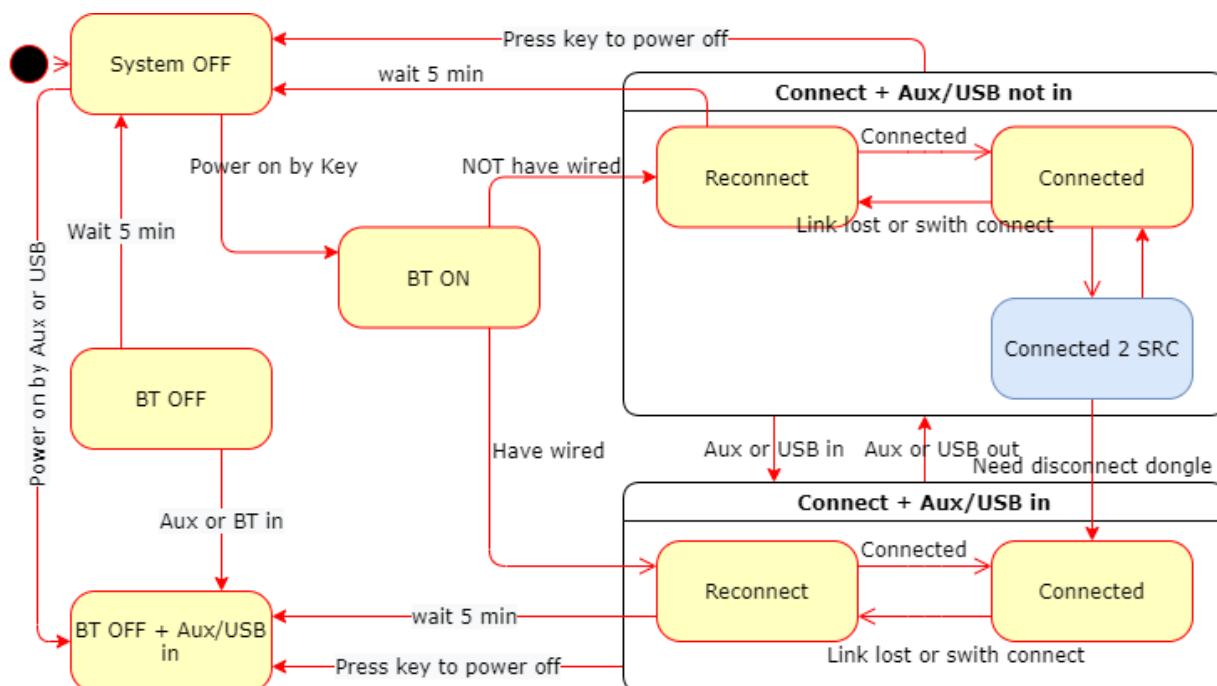 Press key to power off
System OFF
wait 5 min
Connect + Aux/USB not in
Connected
Power on by Key
NOT have wired
Reconnect
Connected
Link lost or swith connect
Wait 5 min
BT ON
Power on by Aux or USB
Connected 2 SRC
BT OFF
Have wired
Aux or USB in
Aux or USB out
Need disconnect dongle
Connect + Aux/USB in
Aux or BT in
Connected
Reconnect
Connected
wait 5 min
BT OFF + Aux/USB
in
Link lost or swith connect
Press key to power off